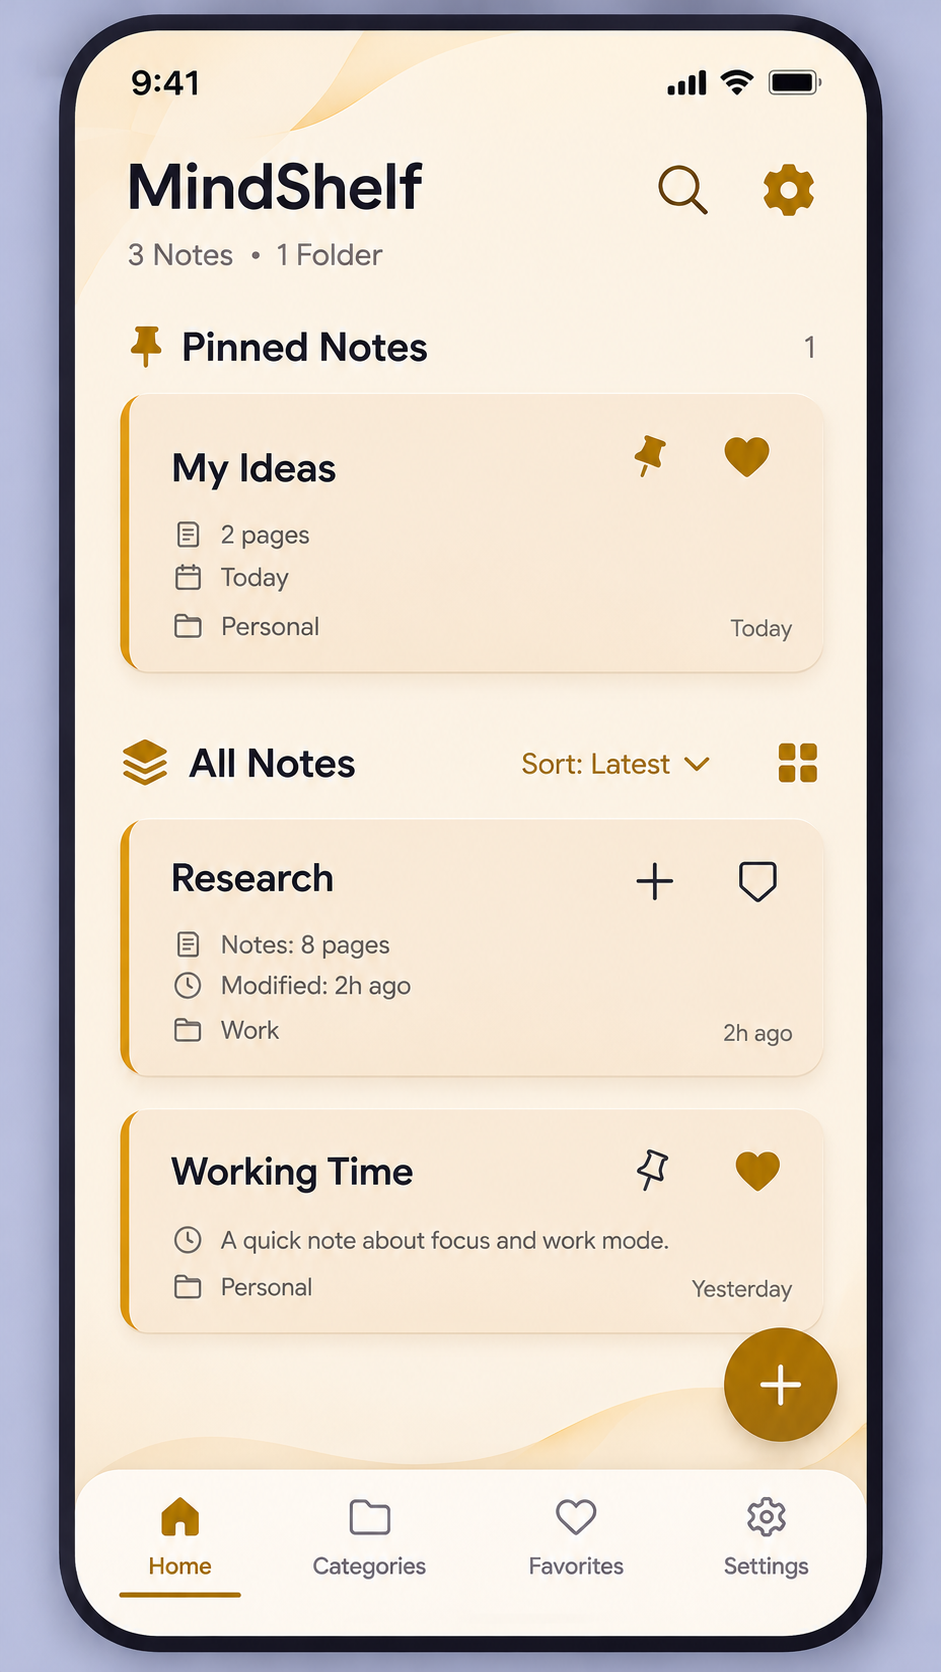 9:41
MindShelf
3 Notes • 1 Folder
Pinned Notes
1
My Ideas
2 pages
Today
Personal
Today
All Notes
Sort: Latest
Research
Notes: 8 pages
Modified: 2h ago
Work
2h ago
Working Time
A quick note about focus and work mode.
Personal
Yesterday
Home
Categories
Favorites
Settings